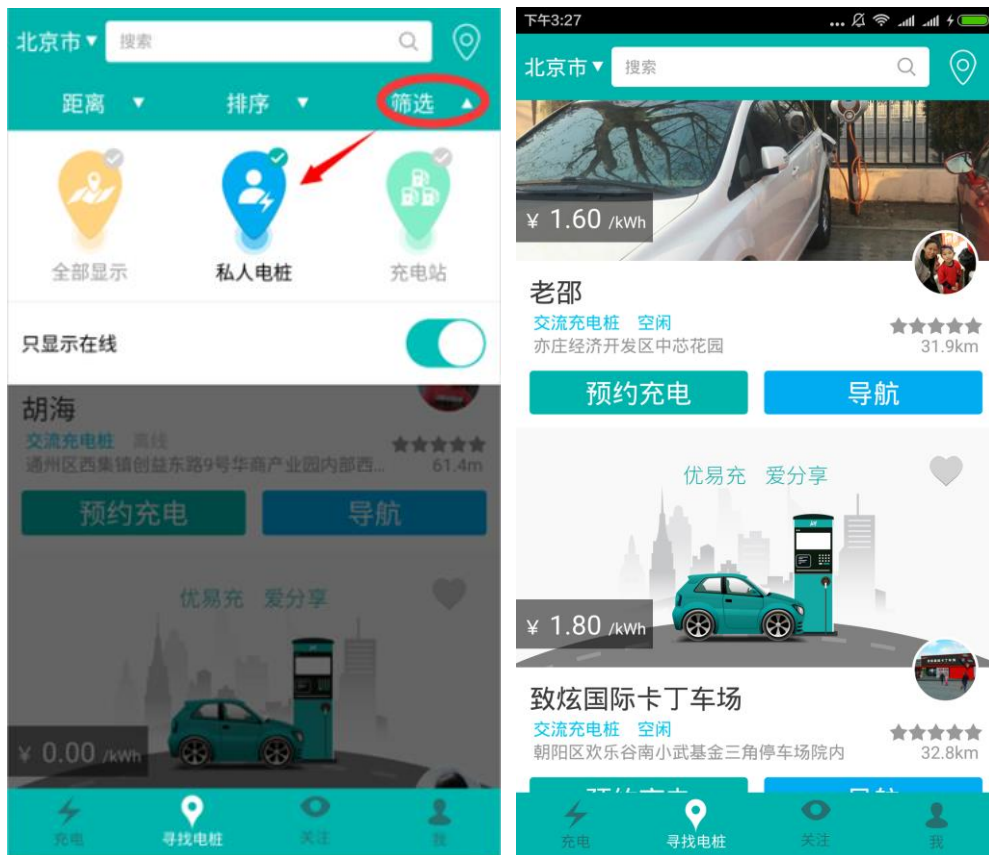 北京市 搜索
距离 排序 筛选
全部显示 私人电桩 充电站
只显示在线
胡海
交流充电桩 离线
通州区西集镇创益东路9号华商产业园内部西... 61.4m
预约充电 导航
优易充 爱分享
¥ 0.00 /kWh
充电 寻找电桩 关注 我
下午3:27
北京市 搜索
¥ 1.60 /kWh
老邵
交流充电桩 空闲
亦庄经济开发区中芯花园 31.9km
预约充电 导航
优易充 爱分享
¥ 1.80 /kWh
致炫国际卡丁车场
交流充电桩 空闲
朝阳区欢乐谷南小武基金三角停车场院内 32.8km
预约充电 导航
充电 寻找电桩 关注 我